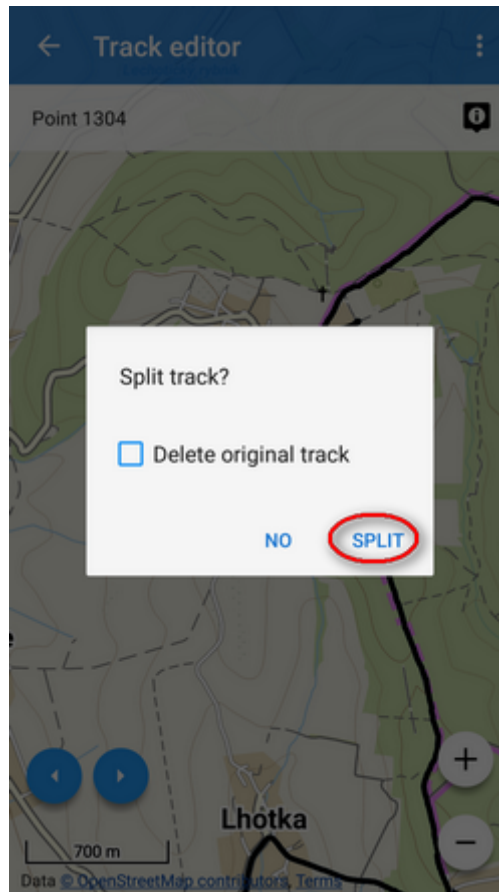 Track editor
Point 1304
Split track?
Delete original track
NO
SPLIT
Lhotka
700 m
Data © OpenStreetMap contributors, Terms